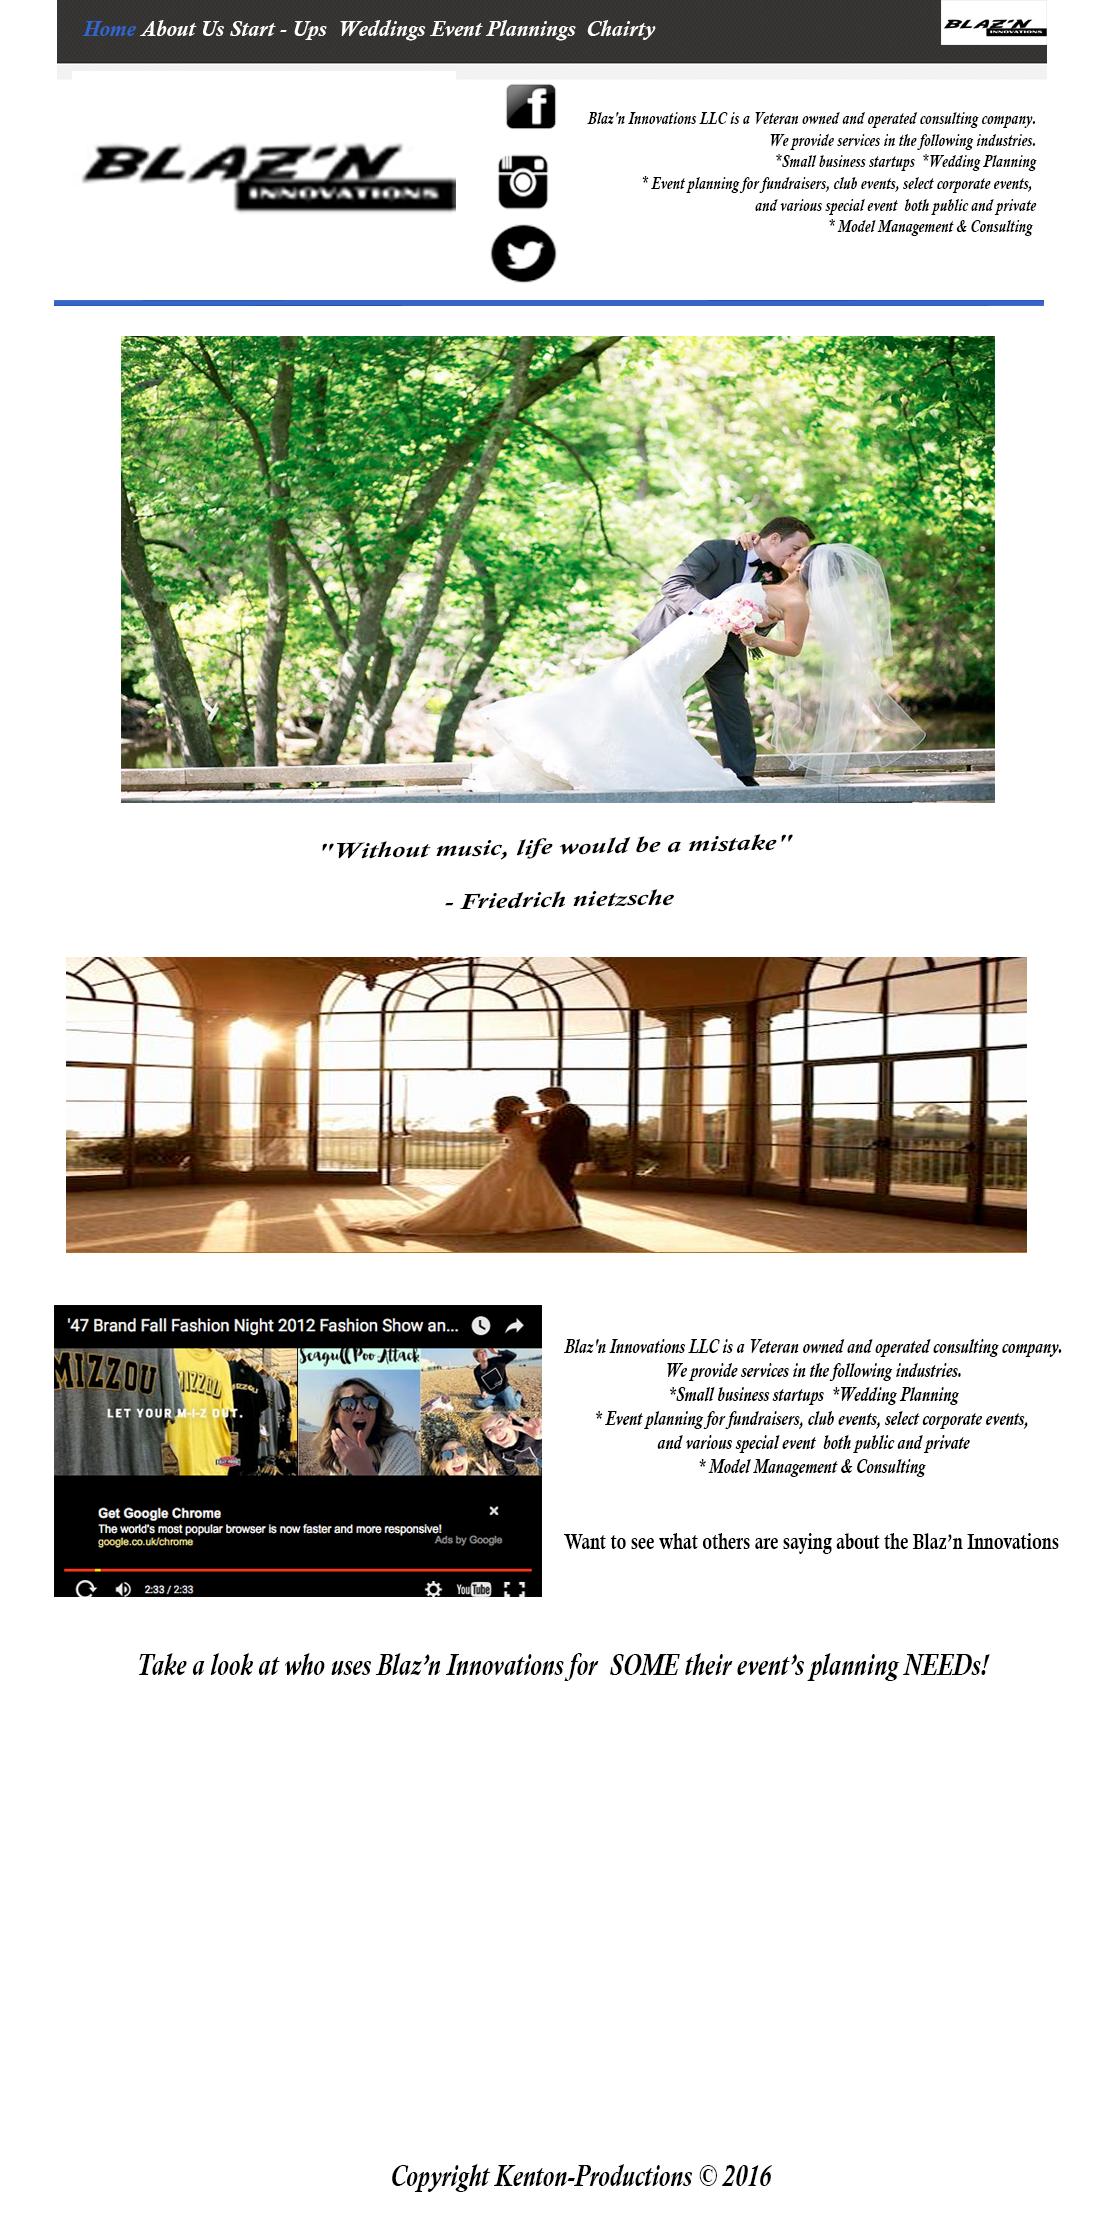 Home About Us Start - Ups Weddings Event Plannings Chairty
BLAZ'N
INNOVATIONS
BLAZ'N
INNOVATIONS
Blaz'n Innovations LLC is a Veteran owned and operated consulting company.
We provide services in the following industries.
*Small business startups *Wedding Planning
* Event planning for fundraisers, club events, select corporate events,
and various special event both public and private
* Model Management & Consulting
"Without music, life would be a mistake"
- Friedrich nietzsche
'47 Brand Fall Fashion Night 2012 Fashion Show an...
MIZZOU
MIZZOU
LET YOUR M-I-Z OUT.
Seagull Poo Attack
Get Google Chrome
The world's most popular browser is now faster and more responsive!
google.co.uk/chrome
Ads by Google
2:33 / 2:33
YouTube
Blaz'n Innovations LLC is a Veteran owned and operated consulting company.
We provide services in the following industries.
*Small business startups *Wedding Planning
* Event planning for fundraisers, club events, select corporate events,
and various special event both public and private
* Model Management & Consulting
Want to see what others are saying about the Blaz’n Innovations
Take a look at who uses Blaz’n Innovations for SOME their event’s planning NEEDs!
Copyright Kenton-Productions © 2016